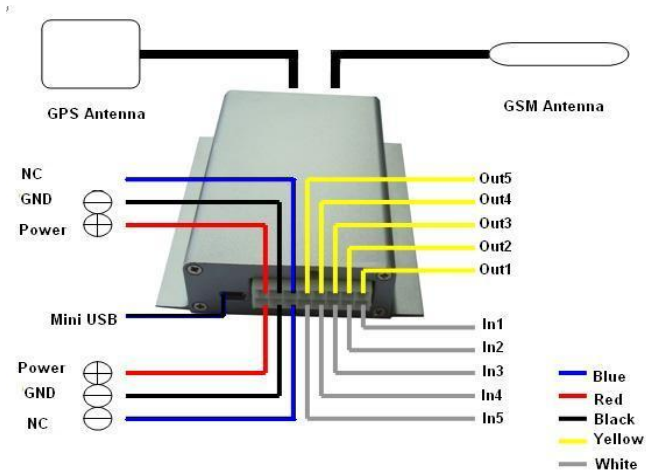 GPS Antenna
GSM Antenna
NC
GND
Power
Out5
Out4
Out3
Out2
Out1
Mini USB
In1
In2
In3
In4
In5
Power
GND
NC
Blue
Red
Black
Yellow
White